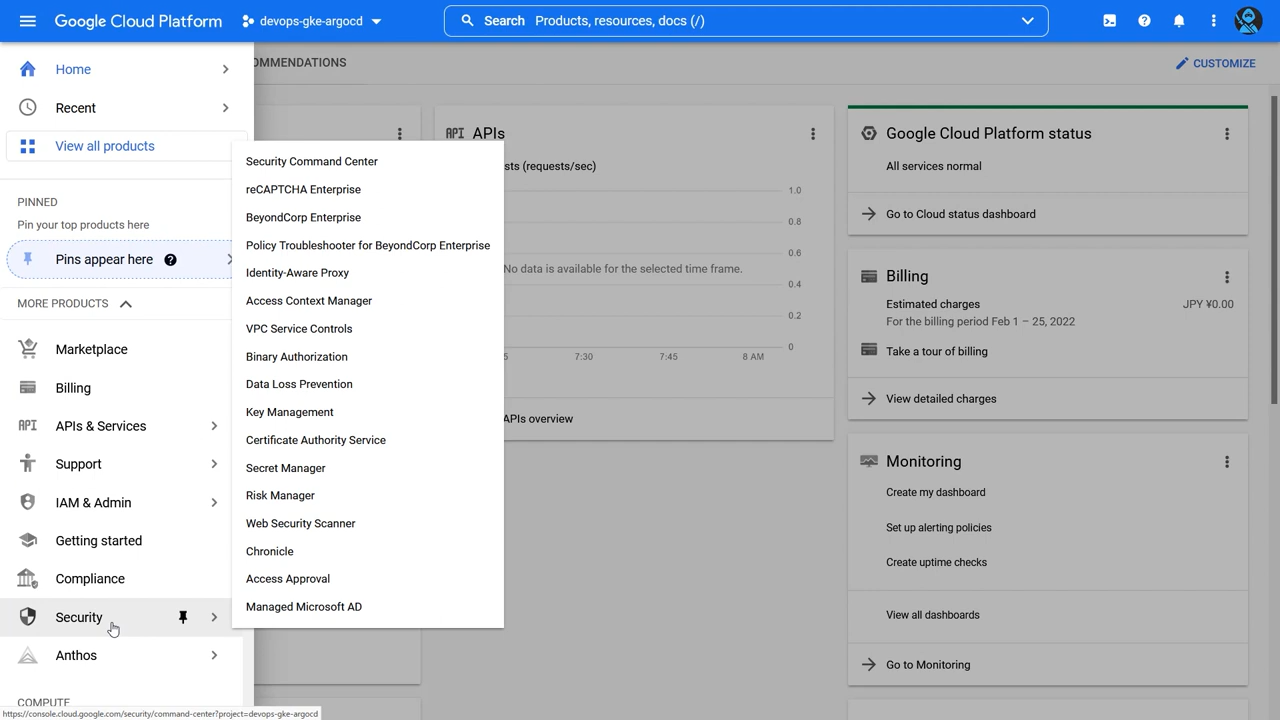 Google Cloud Platform
devops-gke-argocd
Search Products, resources, docs (/)
Home
Recent
View all products
PINNED
Pin your top products here
Pins appear here
MORE PRODUCTS
Marketplace
Billing
APIs & Services
Support
IAM & Admin
Getting started
Compliance
Security
Anthos
COMPUTE
https://console.cloud.google.com/security/command-center?project=devops-gke-argocd
Security Command Center
reCAPTCHA Enterprise
BeyondCorp Enterprise
Policy Troubleshooter for BeyondCorp Enterprise
Identity-Aware Proxy
Access Context Manager
VPC Service Controls
Binary Authorization
Data Loss Prevention
Key Management
Certificate Authority Service
Secret Manager
Risk Manager
Web Security Scanner
Chronicle
Access Approval
Managed Microsoft AD
OMMENDATIONS
CUSTOMIZE
API APIs
sts (requests/sec)
1.0
0.8
0.6
No data is available for the selected time frame.
0.4
0.2
0
5
7:30
7:45
8 AM
APIs overview
Google Cloud Platform status
All services normal
Go to Cloud status dashboard
Billing
Estimated charges
JPY ¥0.00
For the billing period Feb 1 – 25, 2022
Take a tour of billing
View detailed charges
Monitoring
Create my dashboard
Set up alerting policies
Create uptime checks
View all dashboards
Go to Monitoring